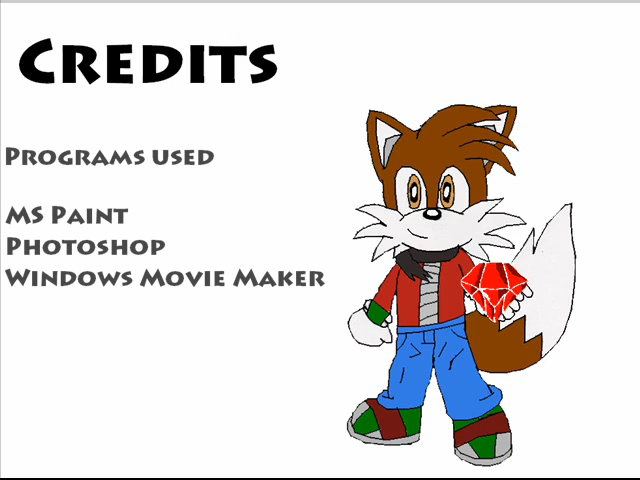 Credits
Programs used
MS Paint
Photoshop
Windows Movie Maker